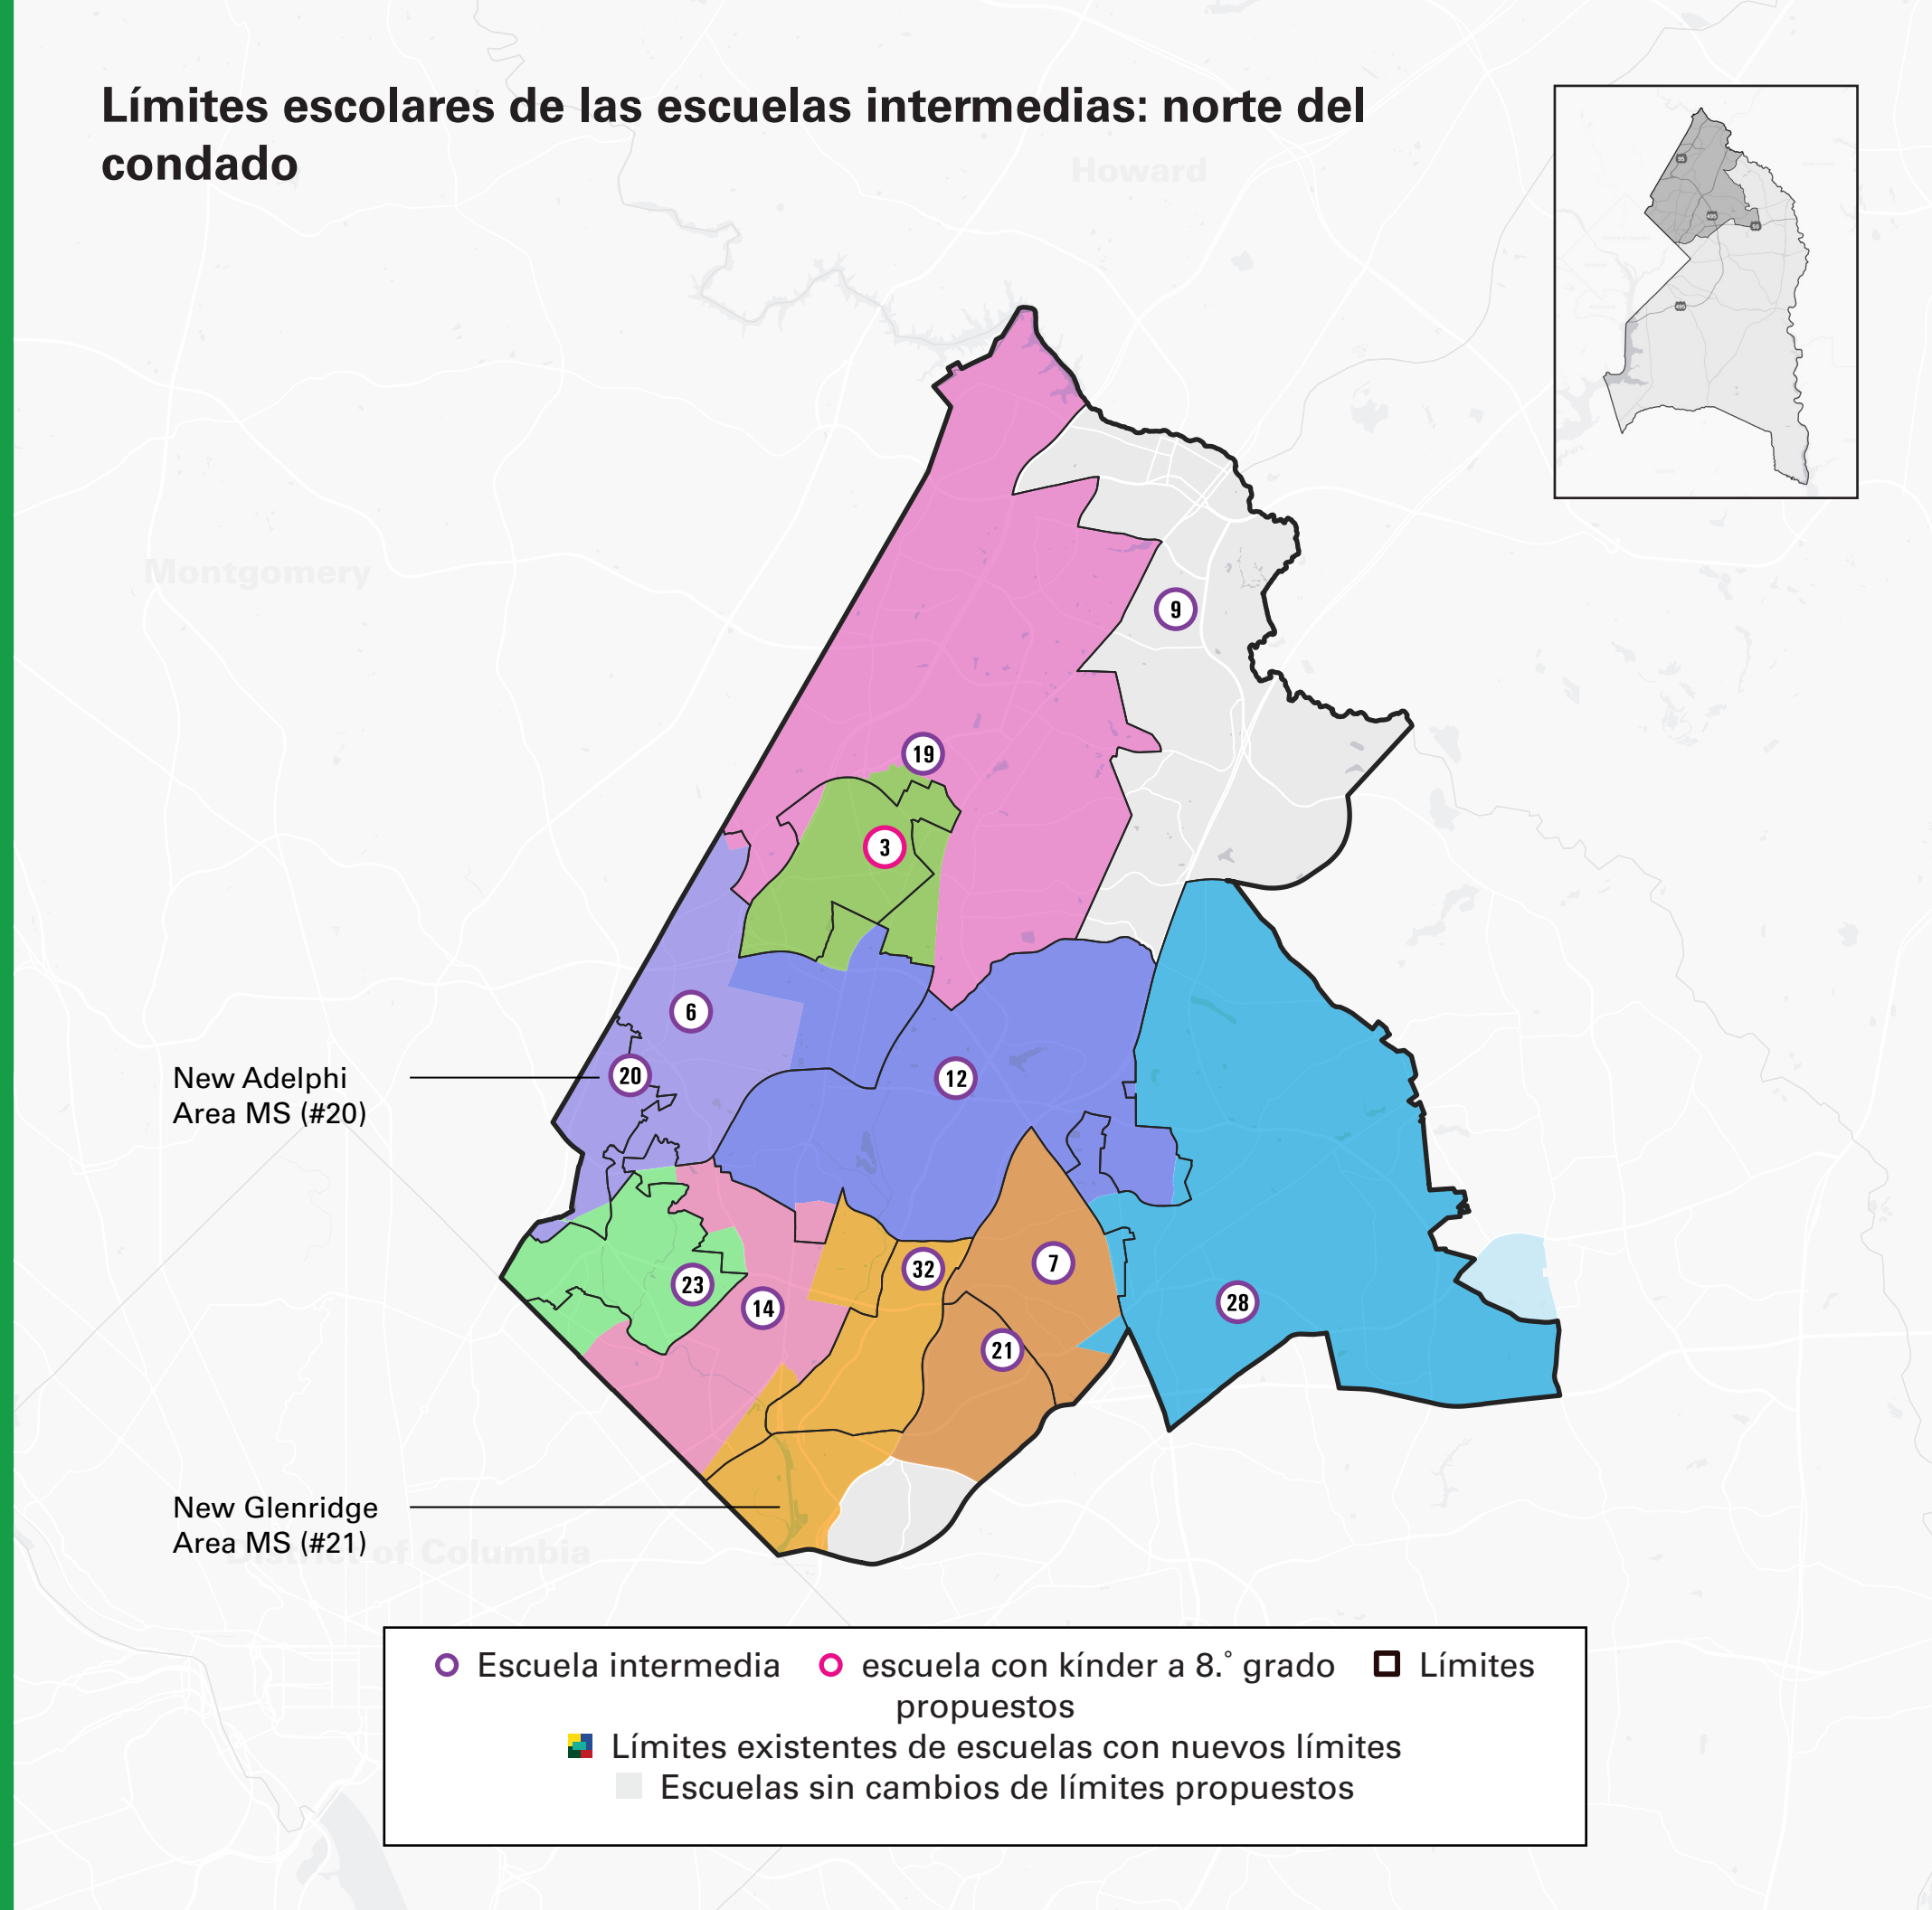 Límites escolares de las escuelas intermedias: norte del
condado
Howard
Montgomery
9
19
3
6
20
12
New Adelphi
Area MS (#20)
23
14
32
7
28
21
New Glenridge
Area MS (#21)
District of Columbia
Escuela intermedia
escuela con kínder a 8.° grado
Límites
propuestos
Límites existentes de escuelas con nuevos límites
Escuelas sin cambios de límites propuestos